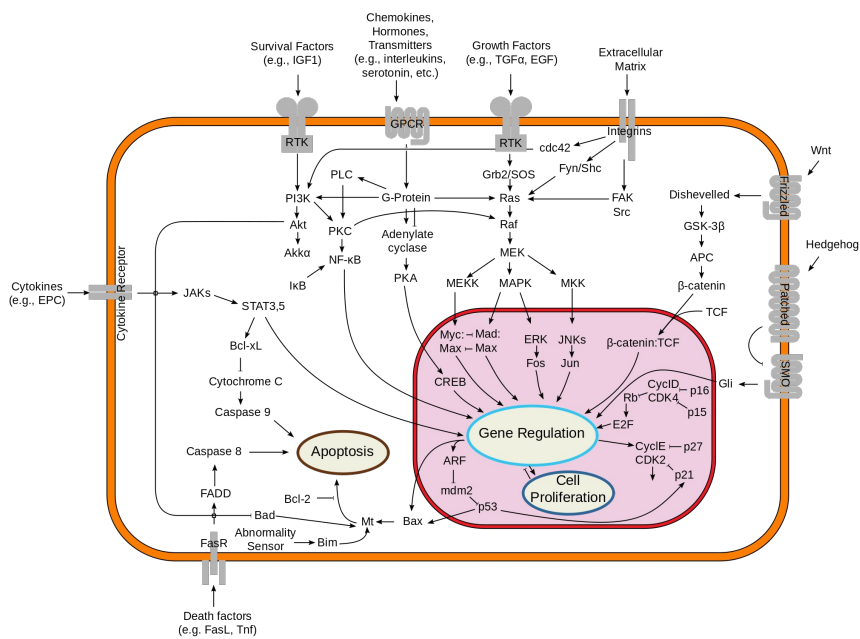 Chemokines,
Hormones,
Transmitters
(e.g., interleukins,
serotonin, etc.)
Survival Factors
(e.g., IGF1)
Growth Factors
(e.g., TGFα, EGF)
Extracellular
Matrix
RTK
GPCR
RTK
Integrins
cdc42
Wnt
Fyn/Shc
Grb2/SOS
PLC
PI3K
G-Protein
Ras
FAK
Src
Dishevelled
Frizzled
Akt
PKC
Adenylate
cyclase
Raf
GSK-3β
Akkα
NF-κB
MEK
APC
Hedgehog
IκB
PKA
MEKK
MAPK
MKK
β-catenin
Cytokines
(e.g., EPC)
Cytokine Receptor
JAKs
STAT3,5
TCF
Patched
Myc:
Mad:
Max
Max
ERK
JNKs
β-catenin:TCF
Fos
Jun
Bcl-xL
SMO
Cytochrome C
CREB
Gli
CycID
CDK4
p16
Rb
p15
Caspase 9
E2F
Gene Regulation
Apoptosis
Caspase 8
CyclE
CDK2
p27
p21
ARF
Cell
Proliferation
mdm2
p53
FADD
Bcl-2
Bad
Mt
Bax
Abnormality
Sensor
Bim
FasR
Death factors
(e.g. FasL, Tnf)